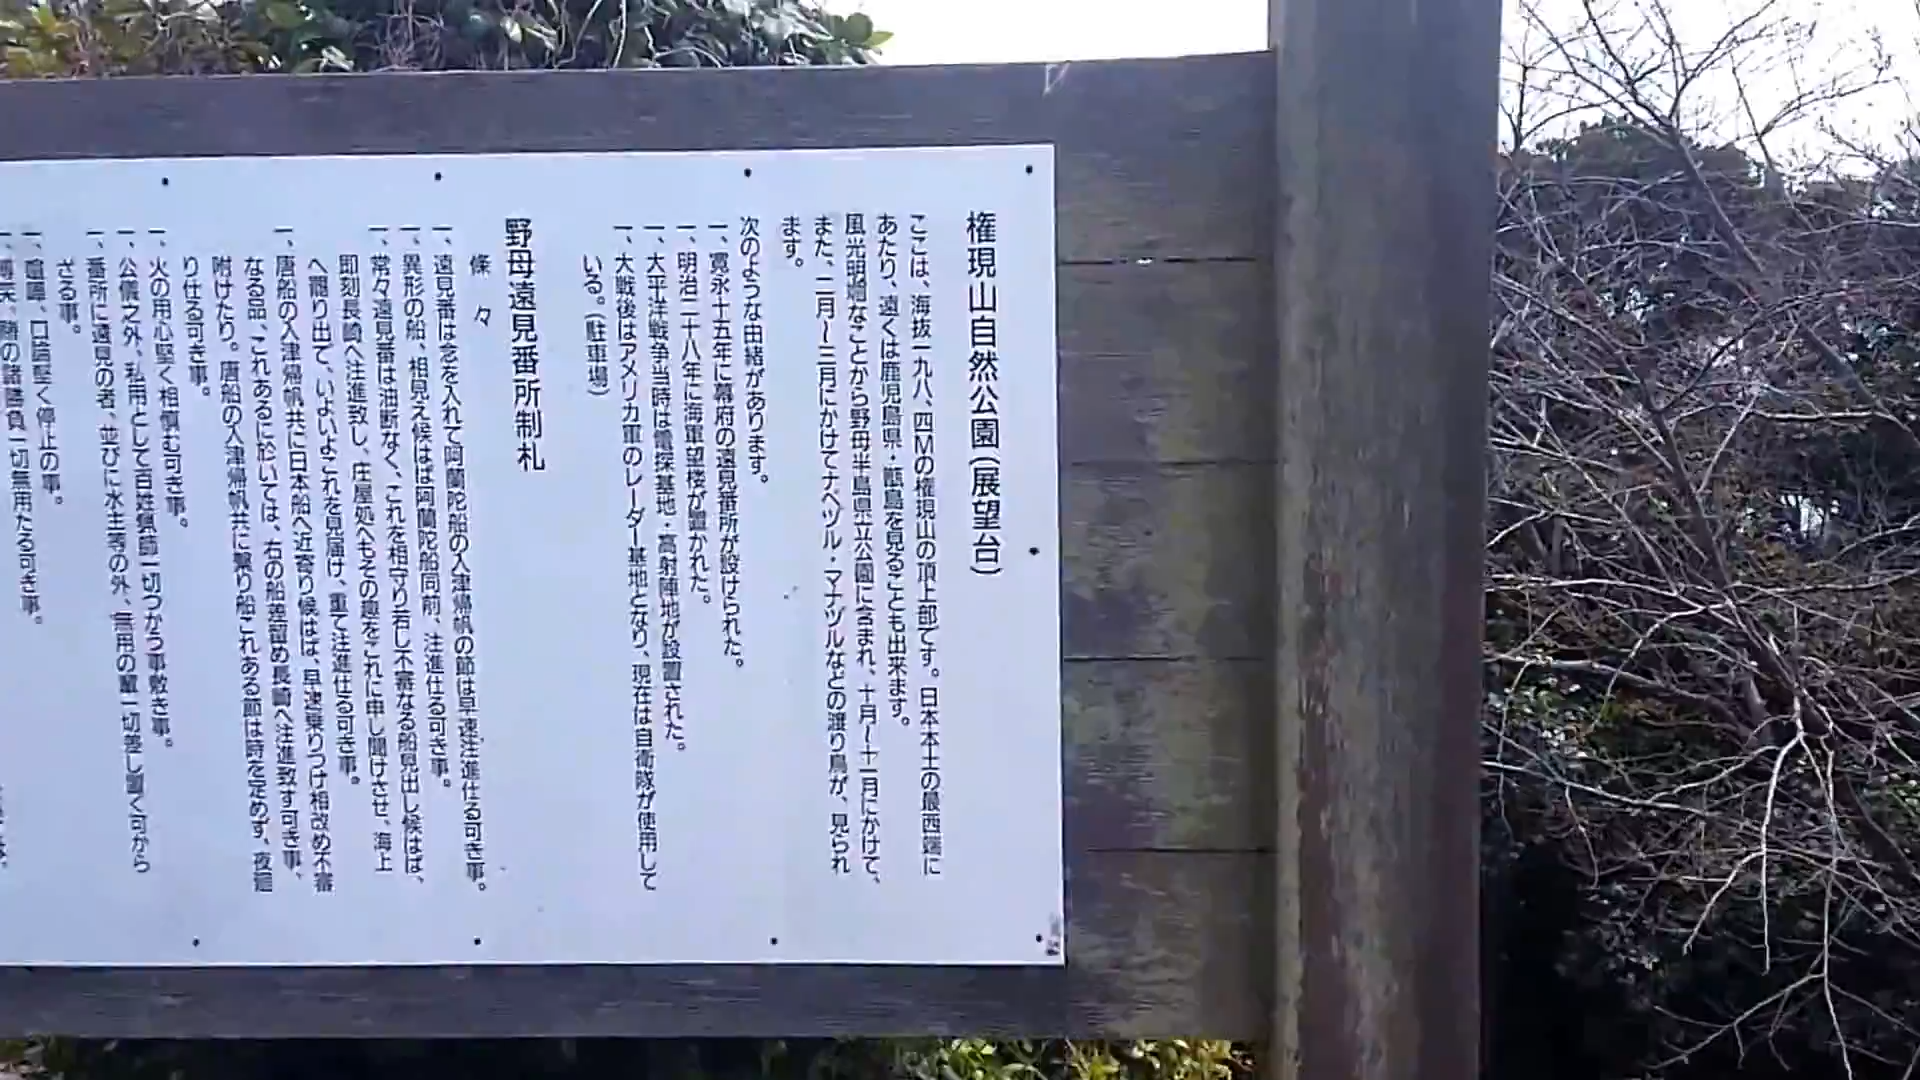 権現山自然公園(展望台)
ここは、海抜一九八、四Mの権現山の頂上部です。日本本土の最西端に
あたり、遠くは鹿児島県・甑島を見ることも出来ます。
風光明媚なことから野母半島県立公園に含まれ、十月〜十一月にかけて、
また、二月〜三月にかけてナベヅル・マナヅルなどの渡り鳥が、見られ
ます。
次のような由緒があります。
一、寛永十五年に幕府の遠見番所が設けられた。
一、明治二十八年に海軍望楼が置かれた。
一、大平洋戦争当時は電探基地・高射陣地が設置された。
一、大戦後はアメリカ軍のレーダー基地となり、現在は自衛隊が使用して
いる。(駐車場)
野母遠見番所制札
條々
一、遠見番は念を入れて阿蘭陀船の入津帰帆の節は早速注進仕る可き事。
一、異形の船、相見え候はば阿蘭陀船同前、注進仕る可き事。
一、常々遠見番は油断なく、これを相守り若し不審なる船見出し候はば、
即刻長崎へ注進致し、庄屋処へもその趣をこれに申し聞けさせ、海上
へ罷り出て、いよいよこれを見届け、重て注進仕る可き事。
一、唐船の入津帰帆共に日本船へ近寄り候はば、早速乗りつけ相改め不審
なる品、これあるに於いては、右の船差留め長崎へ注進致す可き事、
附けたり。唐船の入津帰帆共に繋り船これある節は時を定めず、夜廻
り仕る可き事。
一、火の用心堅く相慎む可き事。
一、公儀之外、私用として百姓猟師一切つかう事敷き事。
一、番所に遠見の者、並びに水主等の外、無用の輩一切差し置く可から
ざる事。
一、喧嘩、口論堅く停止の事。
一、博奕、賭の諸勝負一切無用たる可き事。